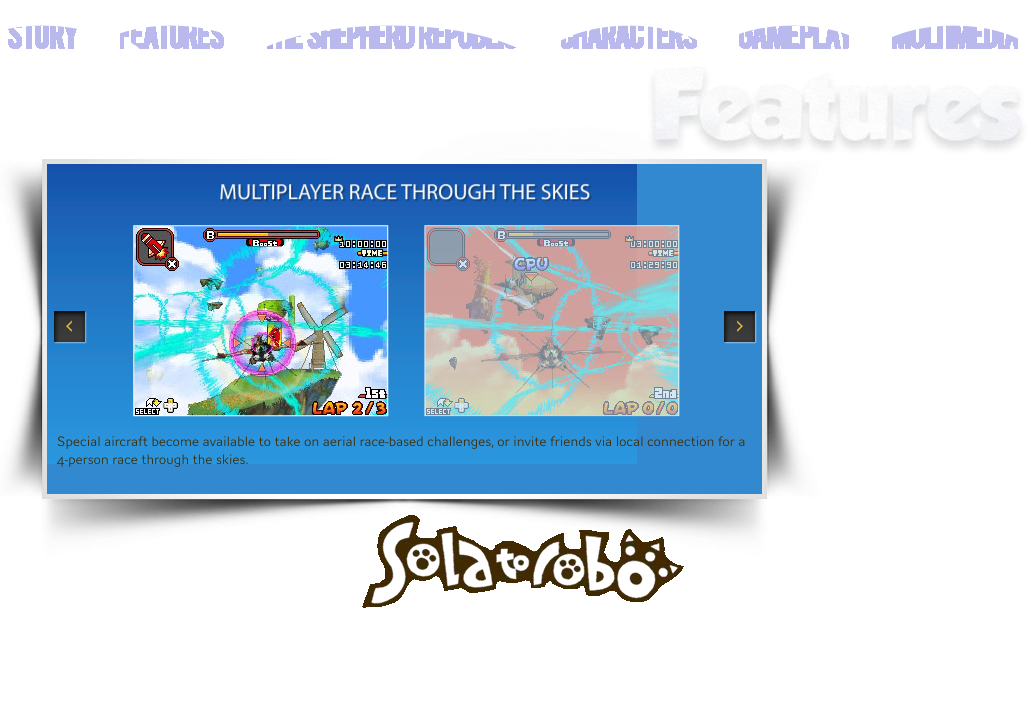 STORY FEATURES THE SHEPHERD REPUBLIC CHARACTERS GAMEPLAY MULTIMEDIA
Features
MULTIPLAYER RACE THROUGH THE SKIES
B Boost 10:00:00
TIME
03:14:46
X
1st
SELECT LAP 2/3
B Boost 03:00:00
TIME
CPU 01:29:90
X
2nd
SELECT LAP 0/0
Special aircraft become available to take on aerial race-based challenges, or invite friends via local connection for a
4-person race through the skies.
Solatorobo